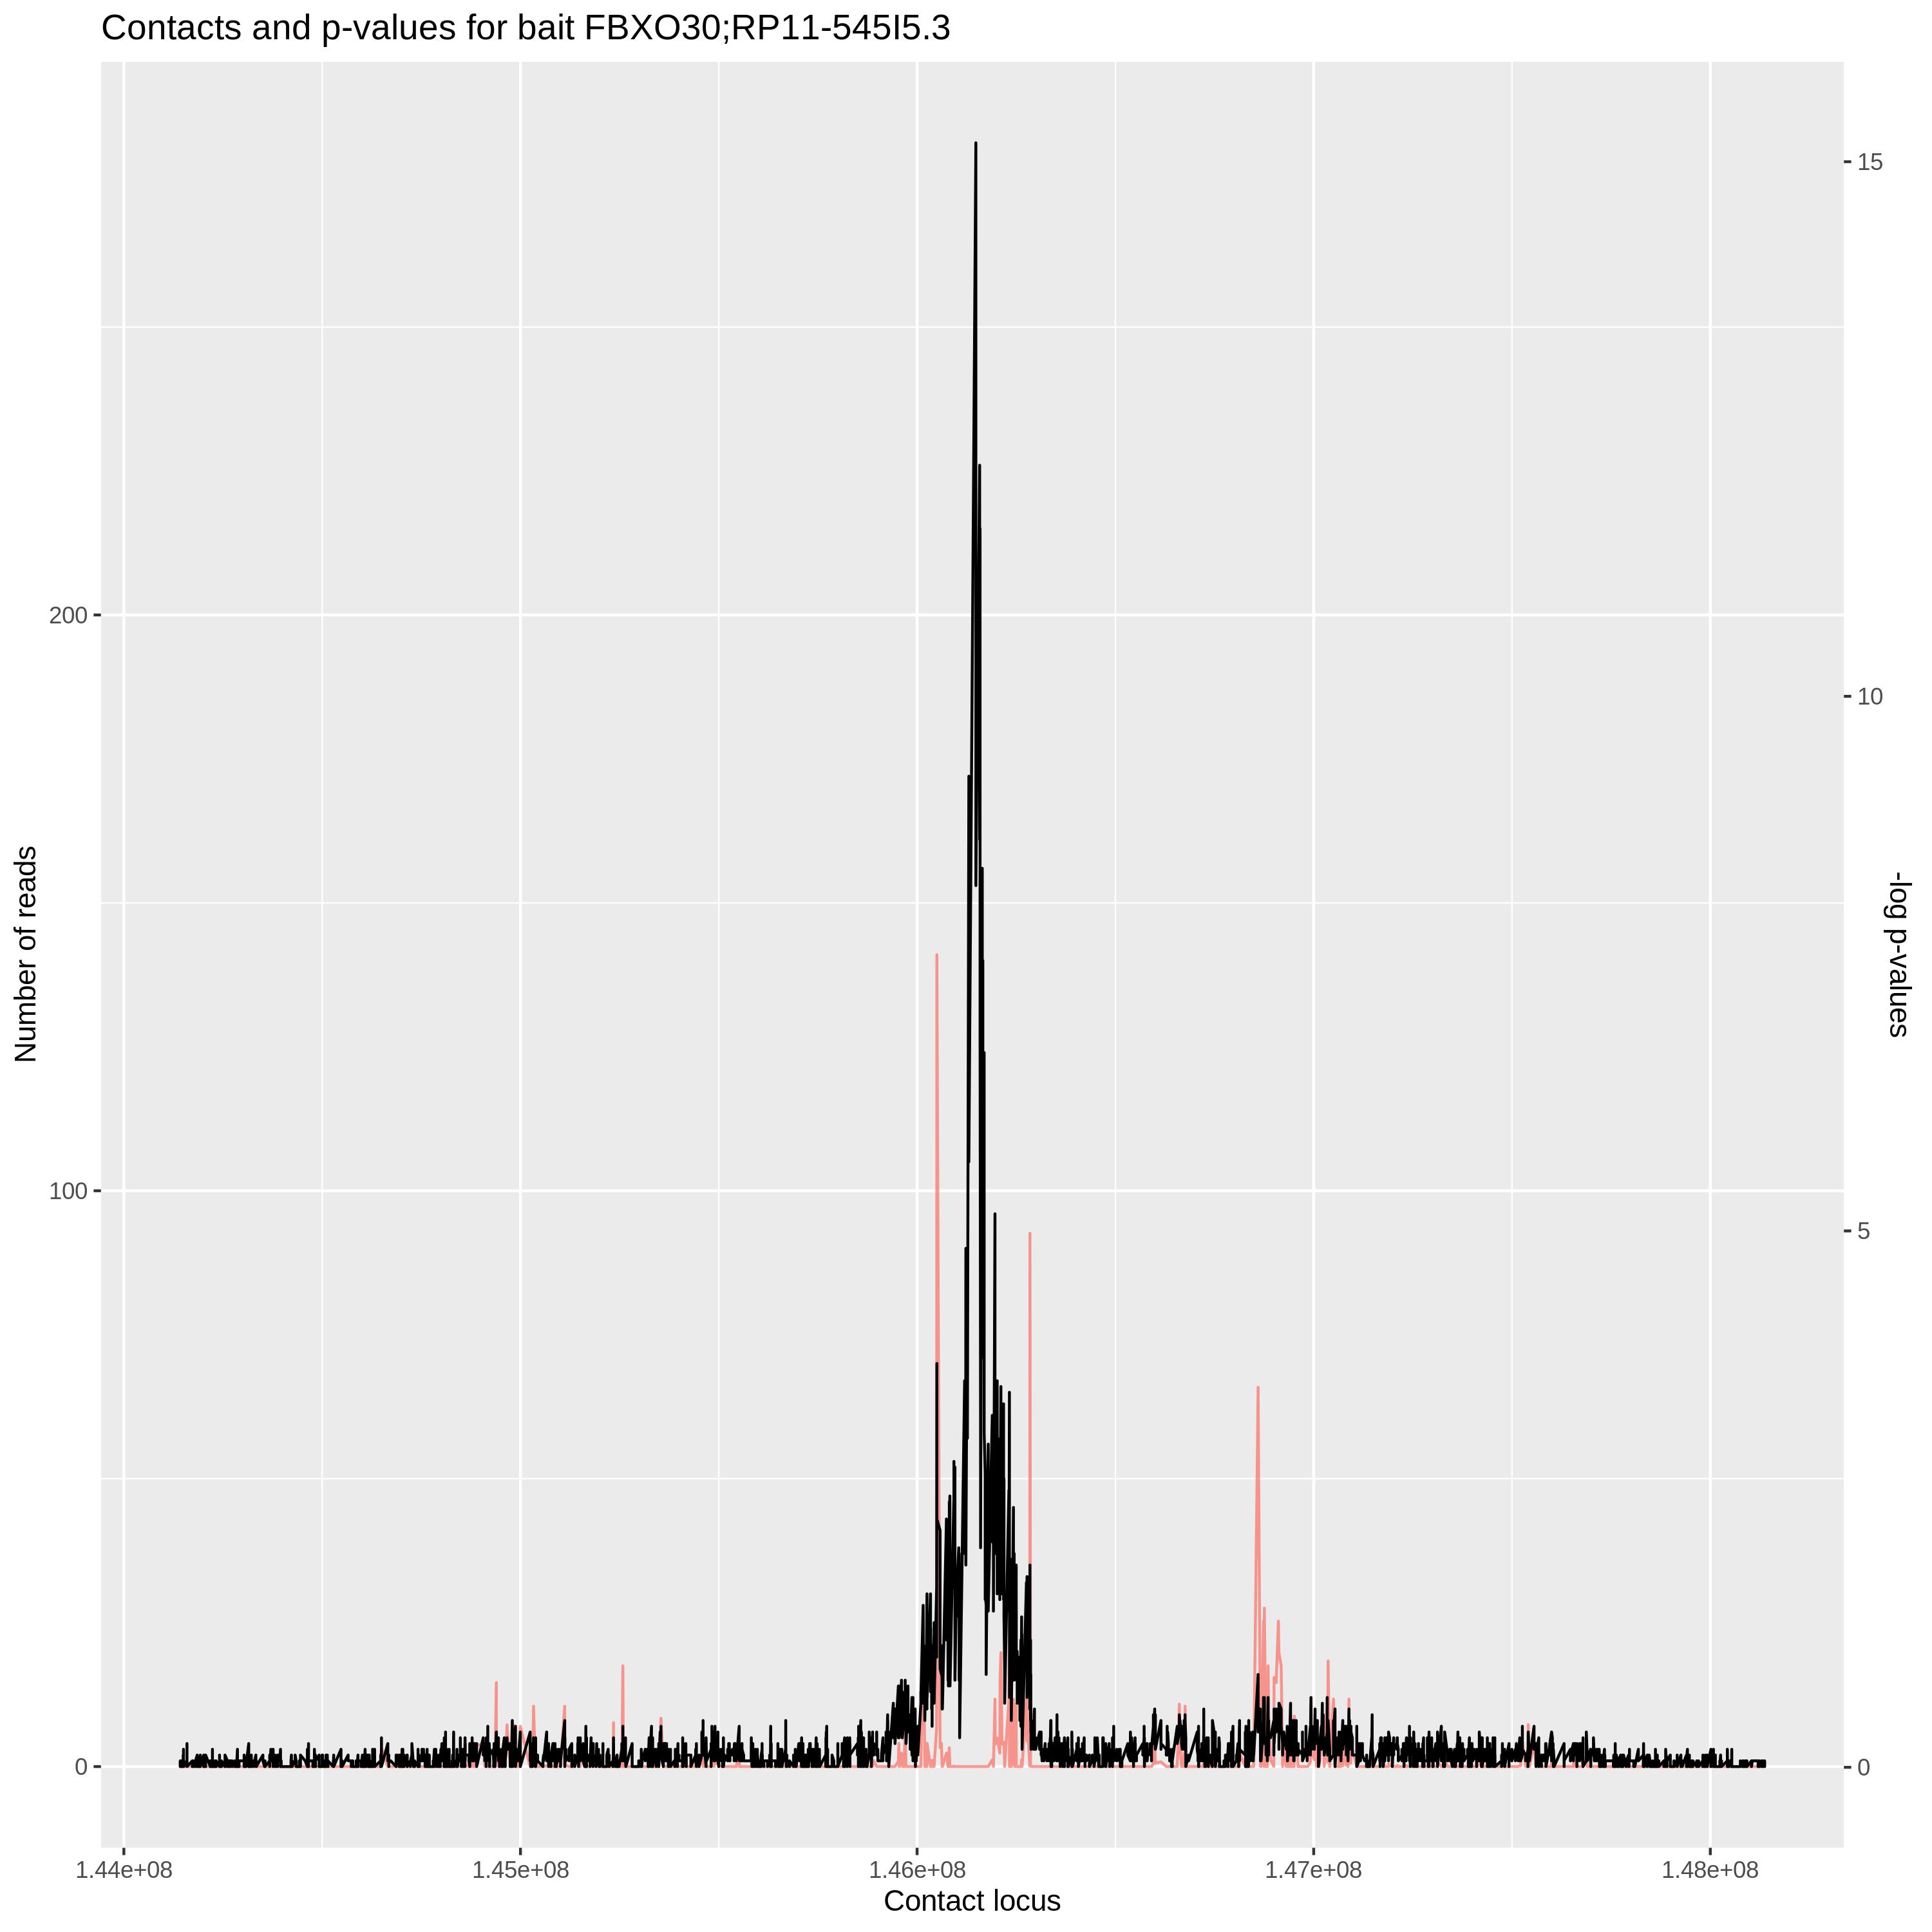 Contacts and p-values for bait FBXO30;RP11-545I5.3
Number of reads
200
100
0
15
10
5
0
-log p-values
1.44e+08 1.45e+08 1.46e+08 1.47e+08 1.48e+08
Contact locus